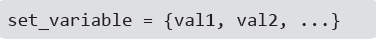 set_variable = {val1, val2, ...}